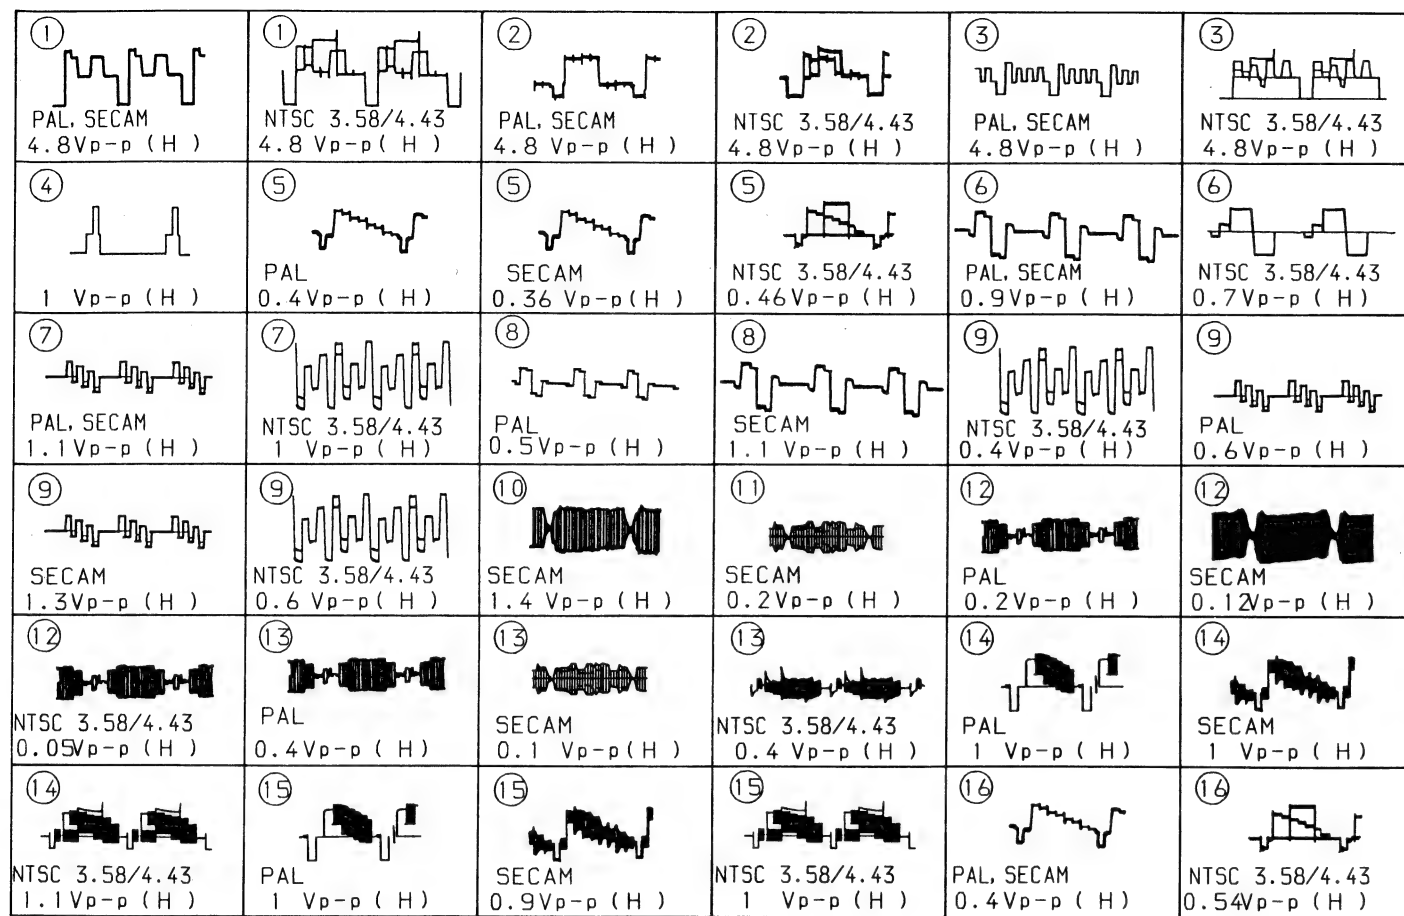 ①
PAL, SECAM
4.8Vp-p (H)
①
NTSC 3.58/4.43
4.8 Vp-p(H)
②
PAL, SECAM
4.8 Vp-p (H)
②
NTSC 3.58/4.43
4.8Vp-p (H)
③
PAL, SECAM
4.8Vp-p (H)
③
NTSC 3.58/4.43
4.8Vp-p (H)
④
1 Vp-p (H)
⑤
PAL
0.4Vp-p (H)
⑤
SECAM
0.36 Vp-p(H)
⑤
NTSC 3.58/4.43
0.46Vp-p (H)
⑥
PAL, SECAM
0.9Vp-p (H)
⑥
NTSC 3.58/4.43
0.7Vp-p (H)
⑦
PAL, SECAM
1.1Vp-p (H)
⑦
NTSC 3.58/4.43
1 Vp-p (H)
⑧
PAL
0.5Vp-p (H)
⑧
SECAM
1.1 Vp-p (H)
⑨
NTSC 3.58/4.43
0.4Vp-p (H)
⑨
PAL
0.6Vp-p (H)
⑨
SECAM
1.3Vp-p (H)
⑨
NTSC 3.58/4.43
0.6 Vp-p (H)
⑩
SECAM
1.4 Vp-p (H)
⑪
SECAM
0.2Vp-p (H)
⑫
PAL
0.2Vp-p (H)
⑫
SECAM
0.12Vp-p (H)
⑫
NTSC 3.58/4.43
0.05Vp-p (H)
⑬
PAL
0.4Vp-p (H)
⑬
SECAM
0.1 Vp-p(H)
⑬
NTSC 3.58/4.43
0.4 Vp-p (H)
⑭
PAL
1 Vp-p (H)
⑭
SECAM
1 Vp-p (H)
⑭
NTSC 3.58/4.43
1.1Vp-p (H)
⑮
PAL
1 Vp-p (H)
⑮
SECAM
0.9Vp-p (H)
⑮
NTSC 3.58/4.43
1 Vp-p (H)
⑯
PAL, SECAM
0.4Vp-p (H)
⑯
NTSC 3.58/4.43
0.54Vp-p (H)